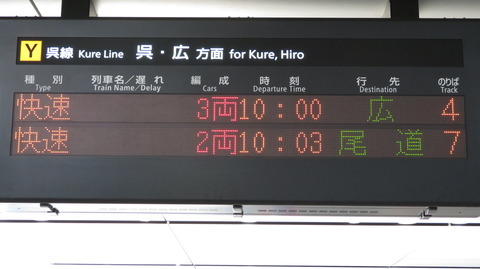 Y 呉線 Kure Line 呉・広 方面 for Kure, Hiro
種別 列車名/遅れ 編成 時刻 行先 のりば
Type Train Name/Delay Cars Departure Time Destination Track
快速 3両 10:00 広 4
快速 2両 10:03 尾道 7